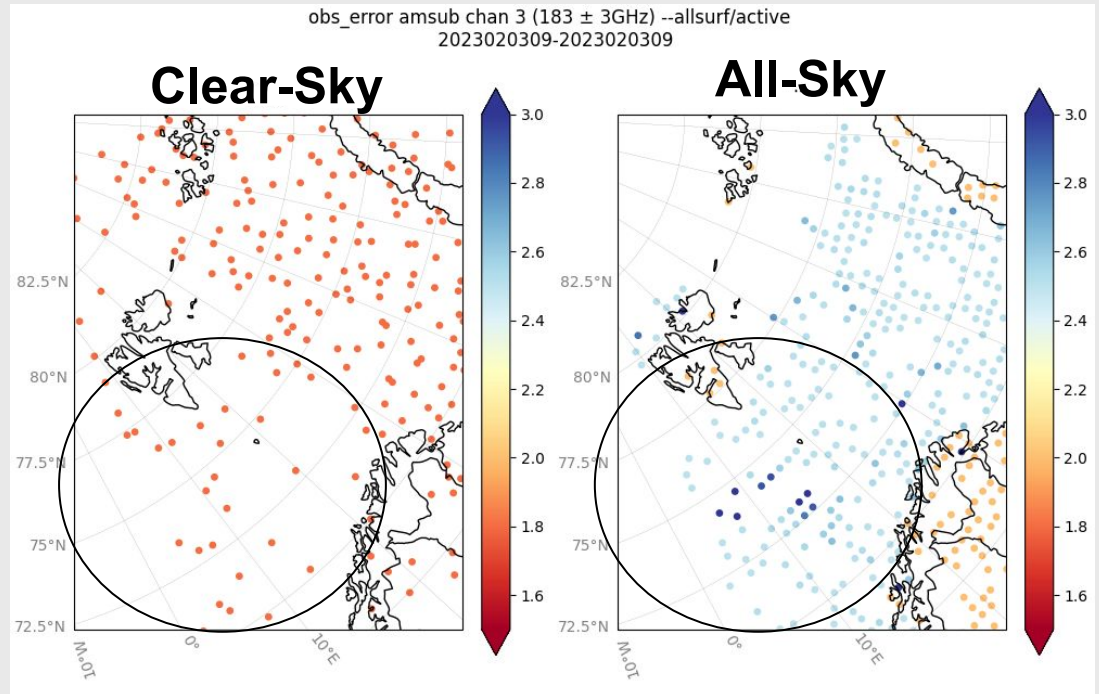 obs_error amsub chan 3 (183 ± 3GHz) --allsurf/active
2023020309-2023020309
Clear-Sky
82.5°N
80°N
77.5°N
75°N
72.5°N
10°W
0°
10°E
3.0
2.8
2.6
2.4
2.2
2.0
1.8
1.6
All-Sky
82.5°N
80°N
77.5°N
75°N
72.5°N
10°W
0°
10°E
3.0
2.8
2.6
2.4
2.2
2.0
1.8
1.6